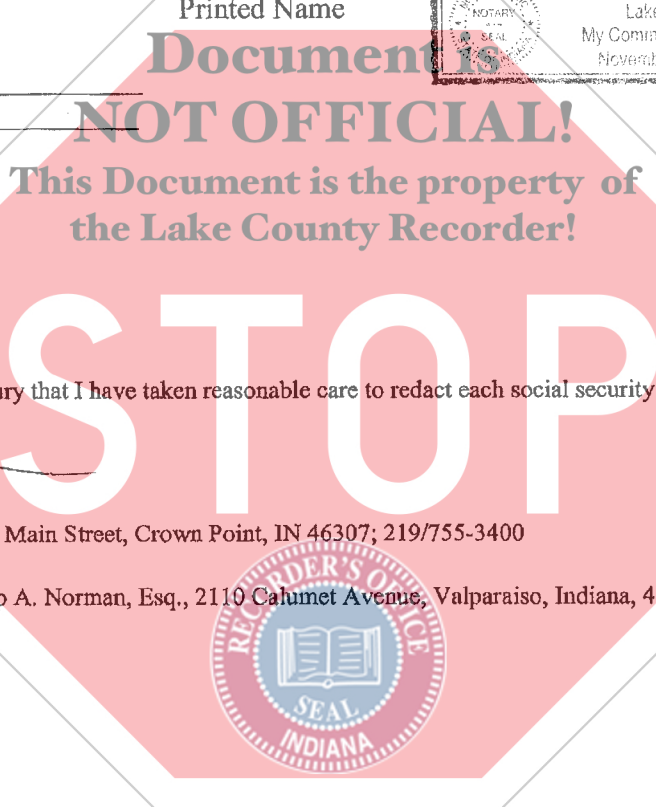 Printed Name
NOTARY
SEAL
Lake
My Comm
Novemb
Document is
NOT OFFICIAL!
This Document is the property of
the Lake County Recorder!
STOP
ury that I have taken reasonable care to redact each social security
Main Street, Crown Point, IN 46307; 219/755-3400
o A. Norman, Esq., 2110 Calumet Avenue, Valparaiso, Indiana, 4
RECORDER'S OFFICE
SEAL
INDIANA